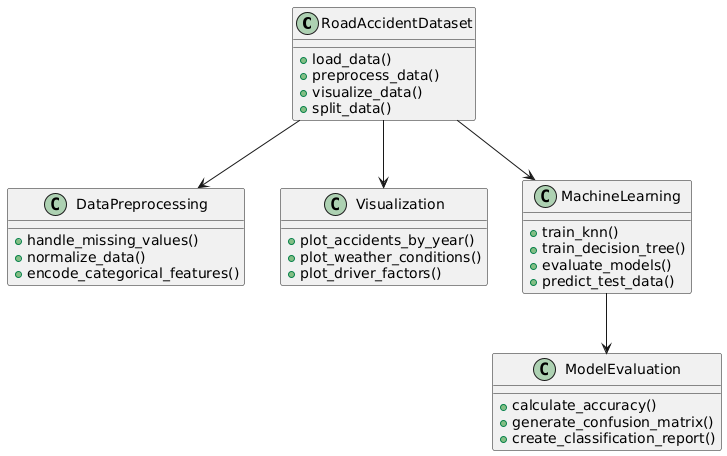 C RoadAccidentDataset
load_data()
preprocess_data()
visualize_data()
split_data()
C DataPreprocessing
handle_missing_values()
normalize_data()
encode_categorical_features()
C Visualization
plot_accidents_by_year()
plot_weather_conditions()
plot_driver_factors()
C MachineLearning
train_knn()
train_decision_tree()
evaluate_models()
predict_test_data()
C ModelEvaluation
calculate_accuracy()
generate_confusion_matrix()
create_classification_report()